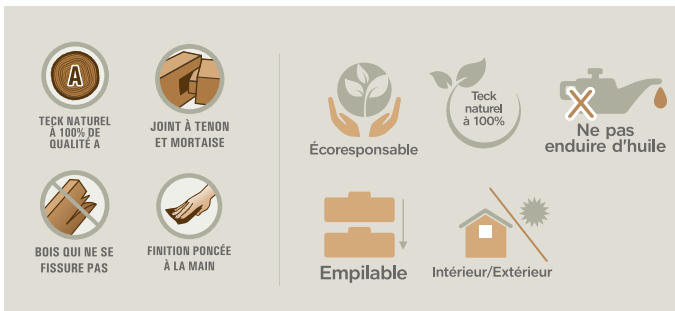 A
TECK NATUREL
À 100% DE
QUALITÉ A
JOINT À TENON
ET MORTAISE
BOIS QUI NE SE
FISSURE PAS
FINITION PONCÉE
À LA MAIN
Écoresponsable
Teck
naturel
à 100%
Ne pas
enduire d'huile
Empilable
Intérieur/Extérieur